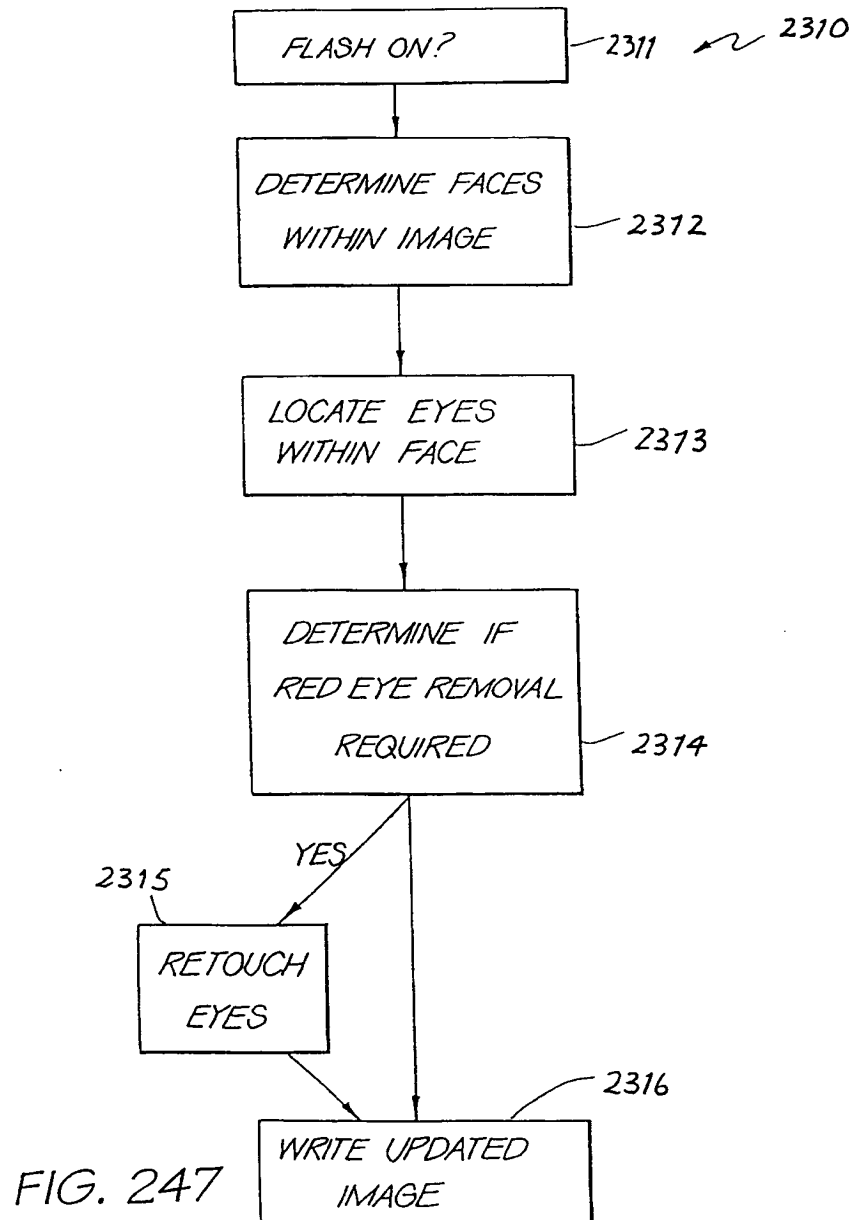 2310
FLASH ON?
2311
DETERMINE FACES
WITHIN IMAGE
2312
LOCATE EYES
WITHIN FACE
2313
DETERMINE IF
RED EYE REMOVAL
REQUIRED
2314
YES
2315
RETOUCH
EYES
2316
WRITE UPDATED
IMAGE
FIG. 247